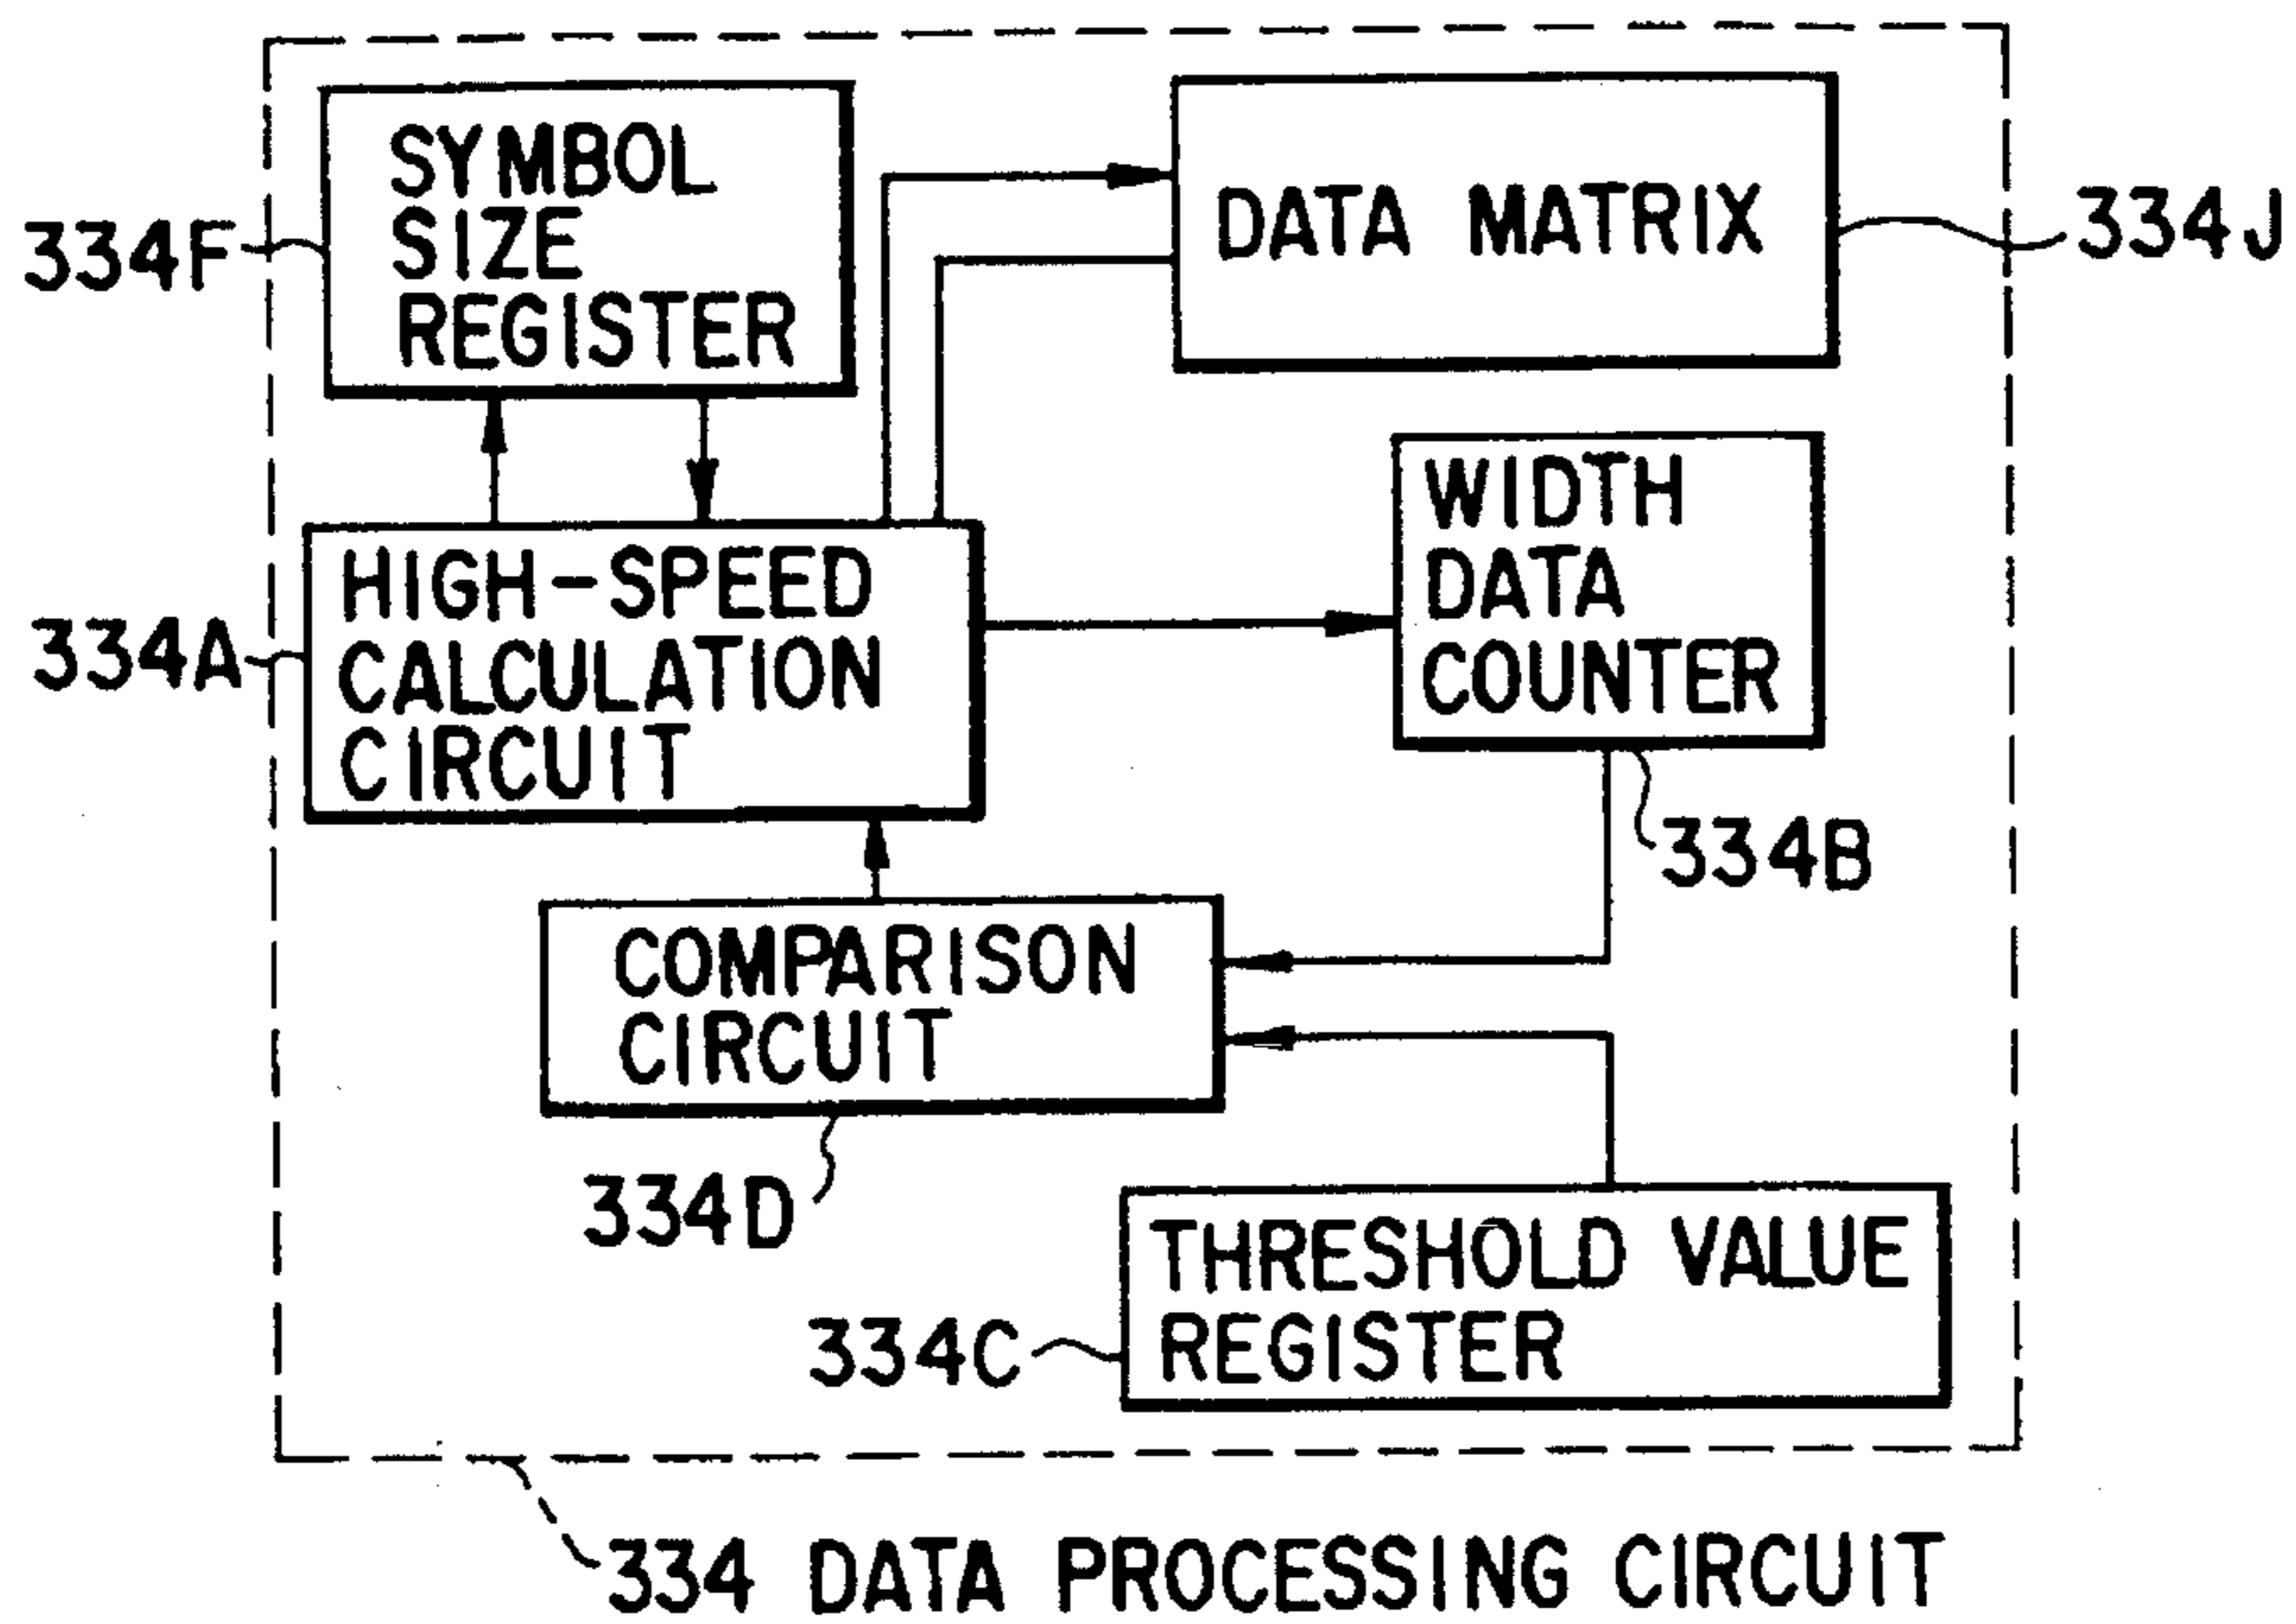 SYMBOL
SIZE
REGISTER
334F
DATA MATRIX
334J
HIGH-SPEED
CALCULATION
CIRCUIT
334A
WIDTH
DATA
COUNTER
334B
COMPARISON
CIRCUIT
334D
THRESHOLD VALUE
REGISTER
334C
334 DATA PROCESSING CIRCUIT